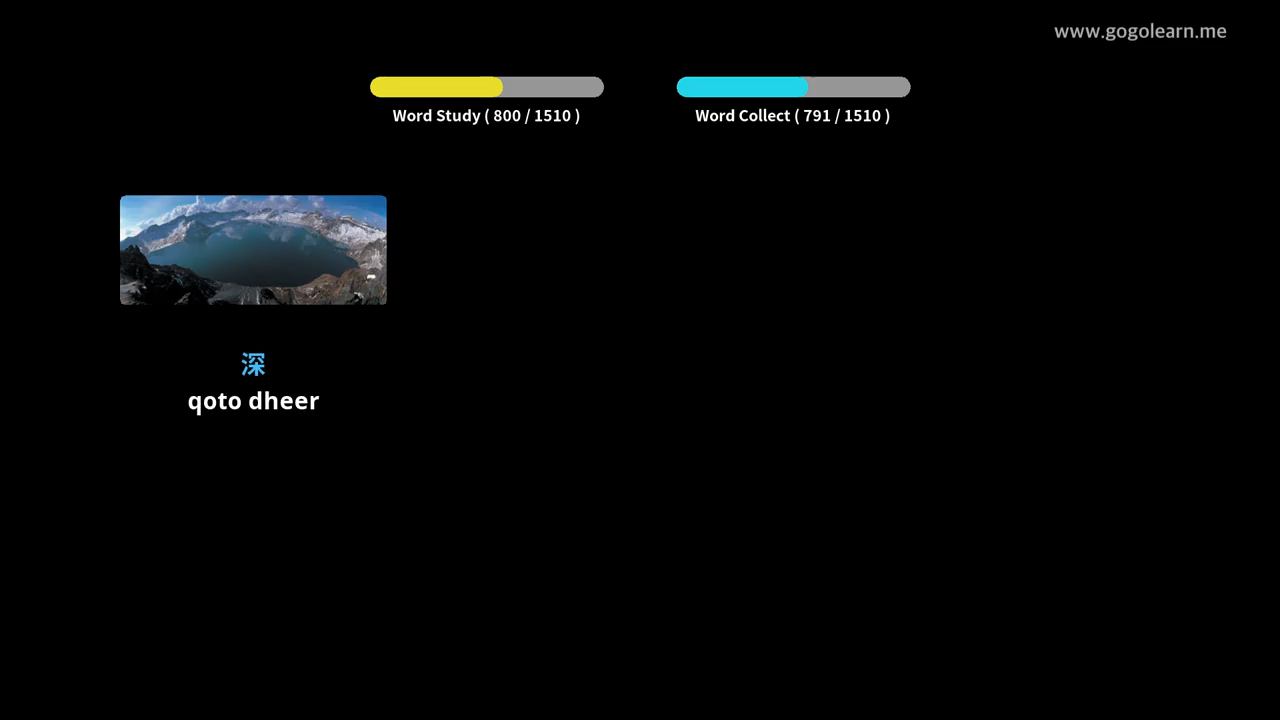 www.gogolearn.me
Word Study ( 800 / 1510 )
Word Collect ( 791 / 1510 )
深
qoto dheer